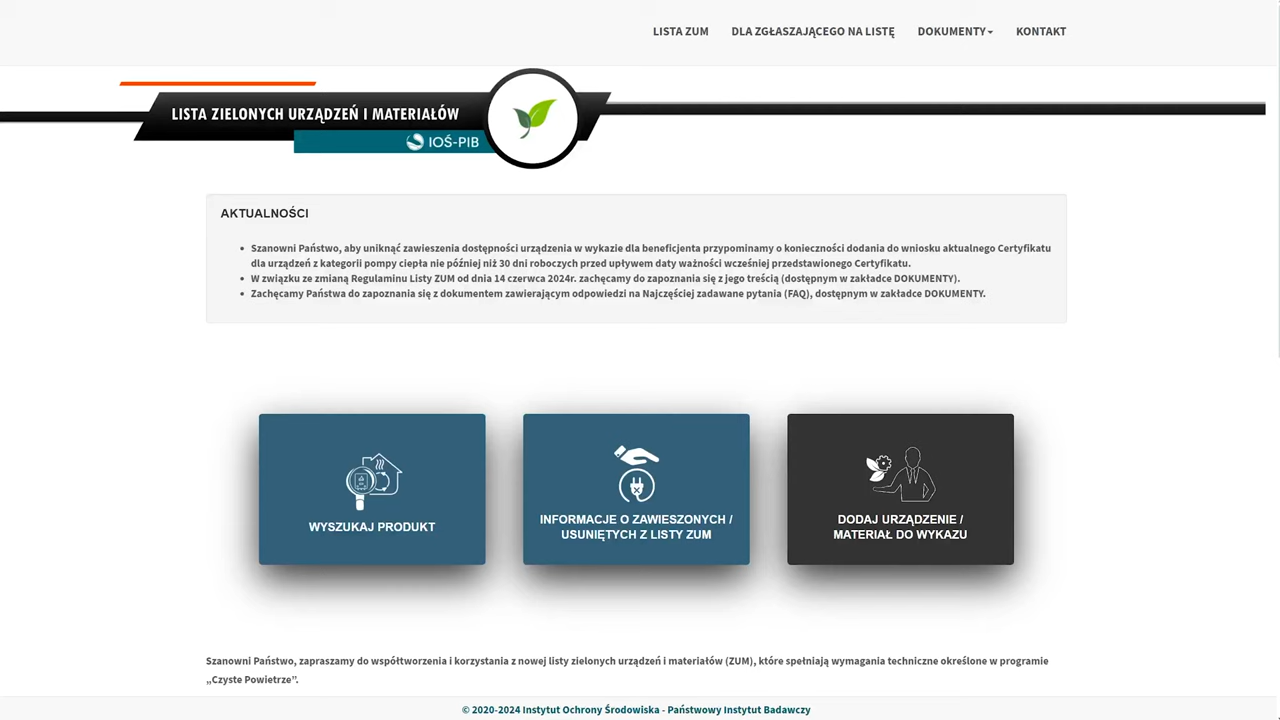 LISTA ZUM DLA ZGŁASZAJĄCEGO NA LISTĘ DOKUMENTY KONTAKT
LISTA ZIELONYCH URZĄDZEŃ I MATERIAŁÓW
IOŚ-PIB
AKTUALNOŚCI
• Szanowni Państwo, aby uniknąć zawieszenia dostępności urządzenia w wykazie dla beneficjenta przypominamy o konieczności dodania do wniosku aktualnego Certyfikatu
dla urządzeń z kategorii pompy ciepła nie później niż 30 dni roboczych przed upływem daty ważności wcześniej przedstawionego Certyfikatu.
• W związku ze zmianą Regulaminu Listy ZUM od dnia 14 czerwca 2024r. zachęcamy do zapoznania się z jego treścią (dostępnym w zakładce DOKUMENTY).
• Zachęcamy Państwa do zapoznania się z dokumentem zawierającym odpowiedzi na Najczęściej zadawane pytania (FAQ), dostępnym w zakładce DOKUMENTY.
WYSZUKAJ PRODUKT
INFORMACJE O ZAWIESZONYCH /
USUNIĘTYCH Z LISTY ZUM
DODAJ URZĄDZENIE /
MATERIAŁ DO WYKAZU
Szanowni Państwo, zapraszamy do współtworzenia i korzystania z nowej listy zielonych urządzeń i materiałów (ZUM), które spełniają wymagania techniczne określone w programie
„Czyste Powietrze”.
© 2020-2024 Instytut Ochrony Środowiska - Państwowy Instytut Badawczy